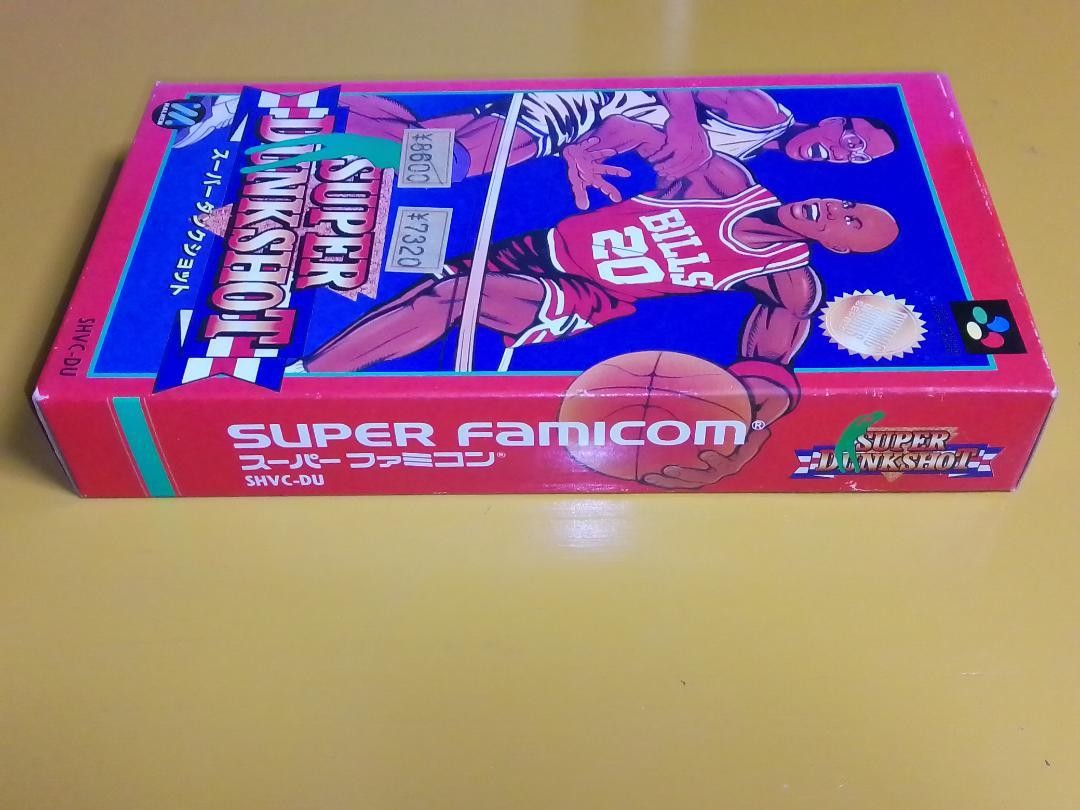 SUPER
DUNKSHOT
スーパーダンクショット
SHVC-DU
¥8600
¥7320
BILLS
20
SUPER FAMICOM®
スーパーファミコン®
SHVC-DU
SUPER
DUNKSHOT